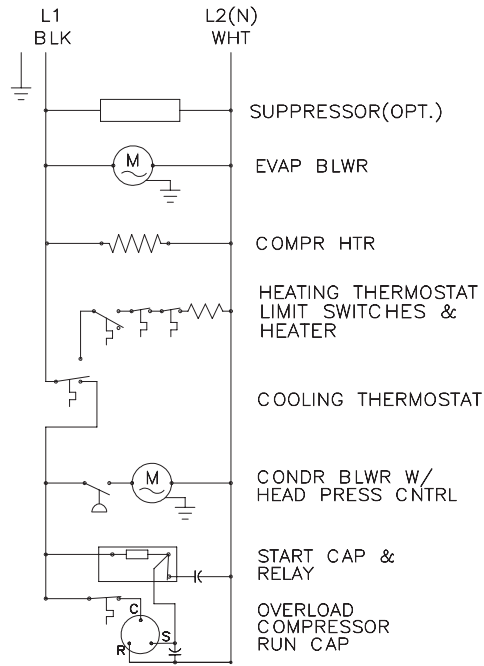 L1 L2(N)
BLK WHT
SUPPRESSOR(OPT.)
M EVAP BLWR
COMPR HTR
HEATING THERMOSTAT
LIMIT SWITCHES &
HEATER
COOLING THERMOSTAT
M CONDR BLWR W/
HEAD PRESS CNTRL
START CAP &
RELAY
OVERLOAD
C COMPRESSOR
S
R RUN CAP